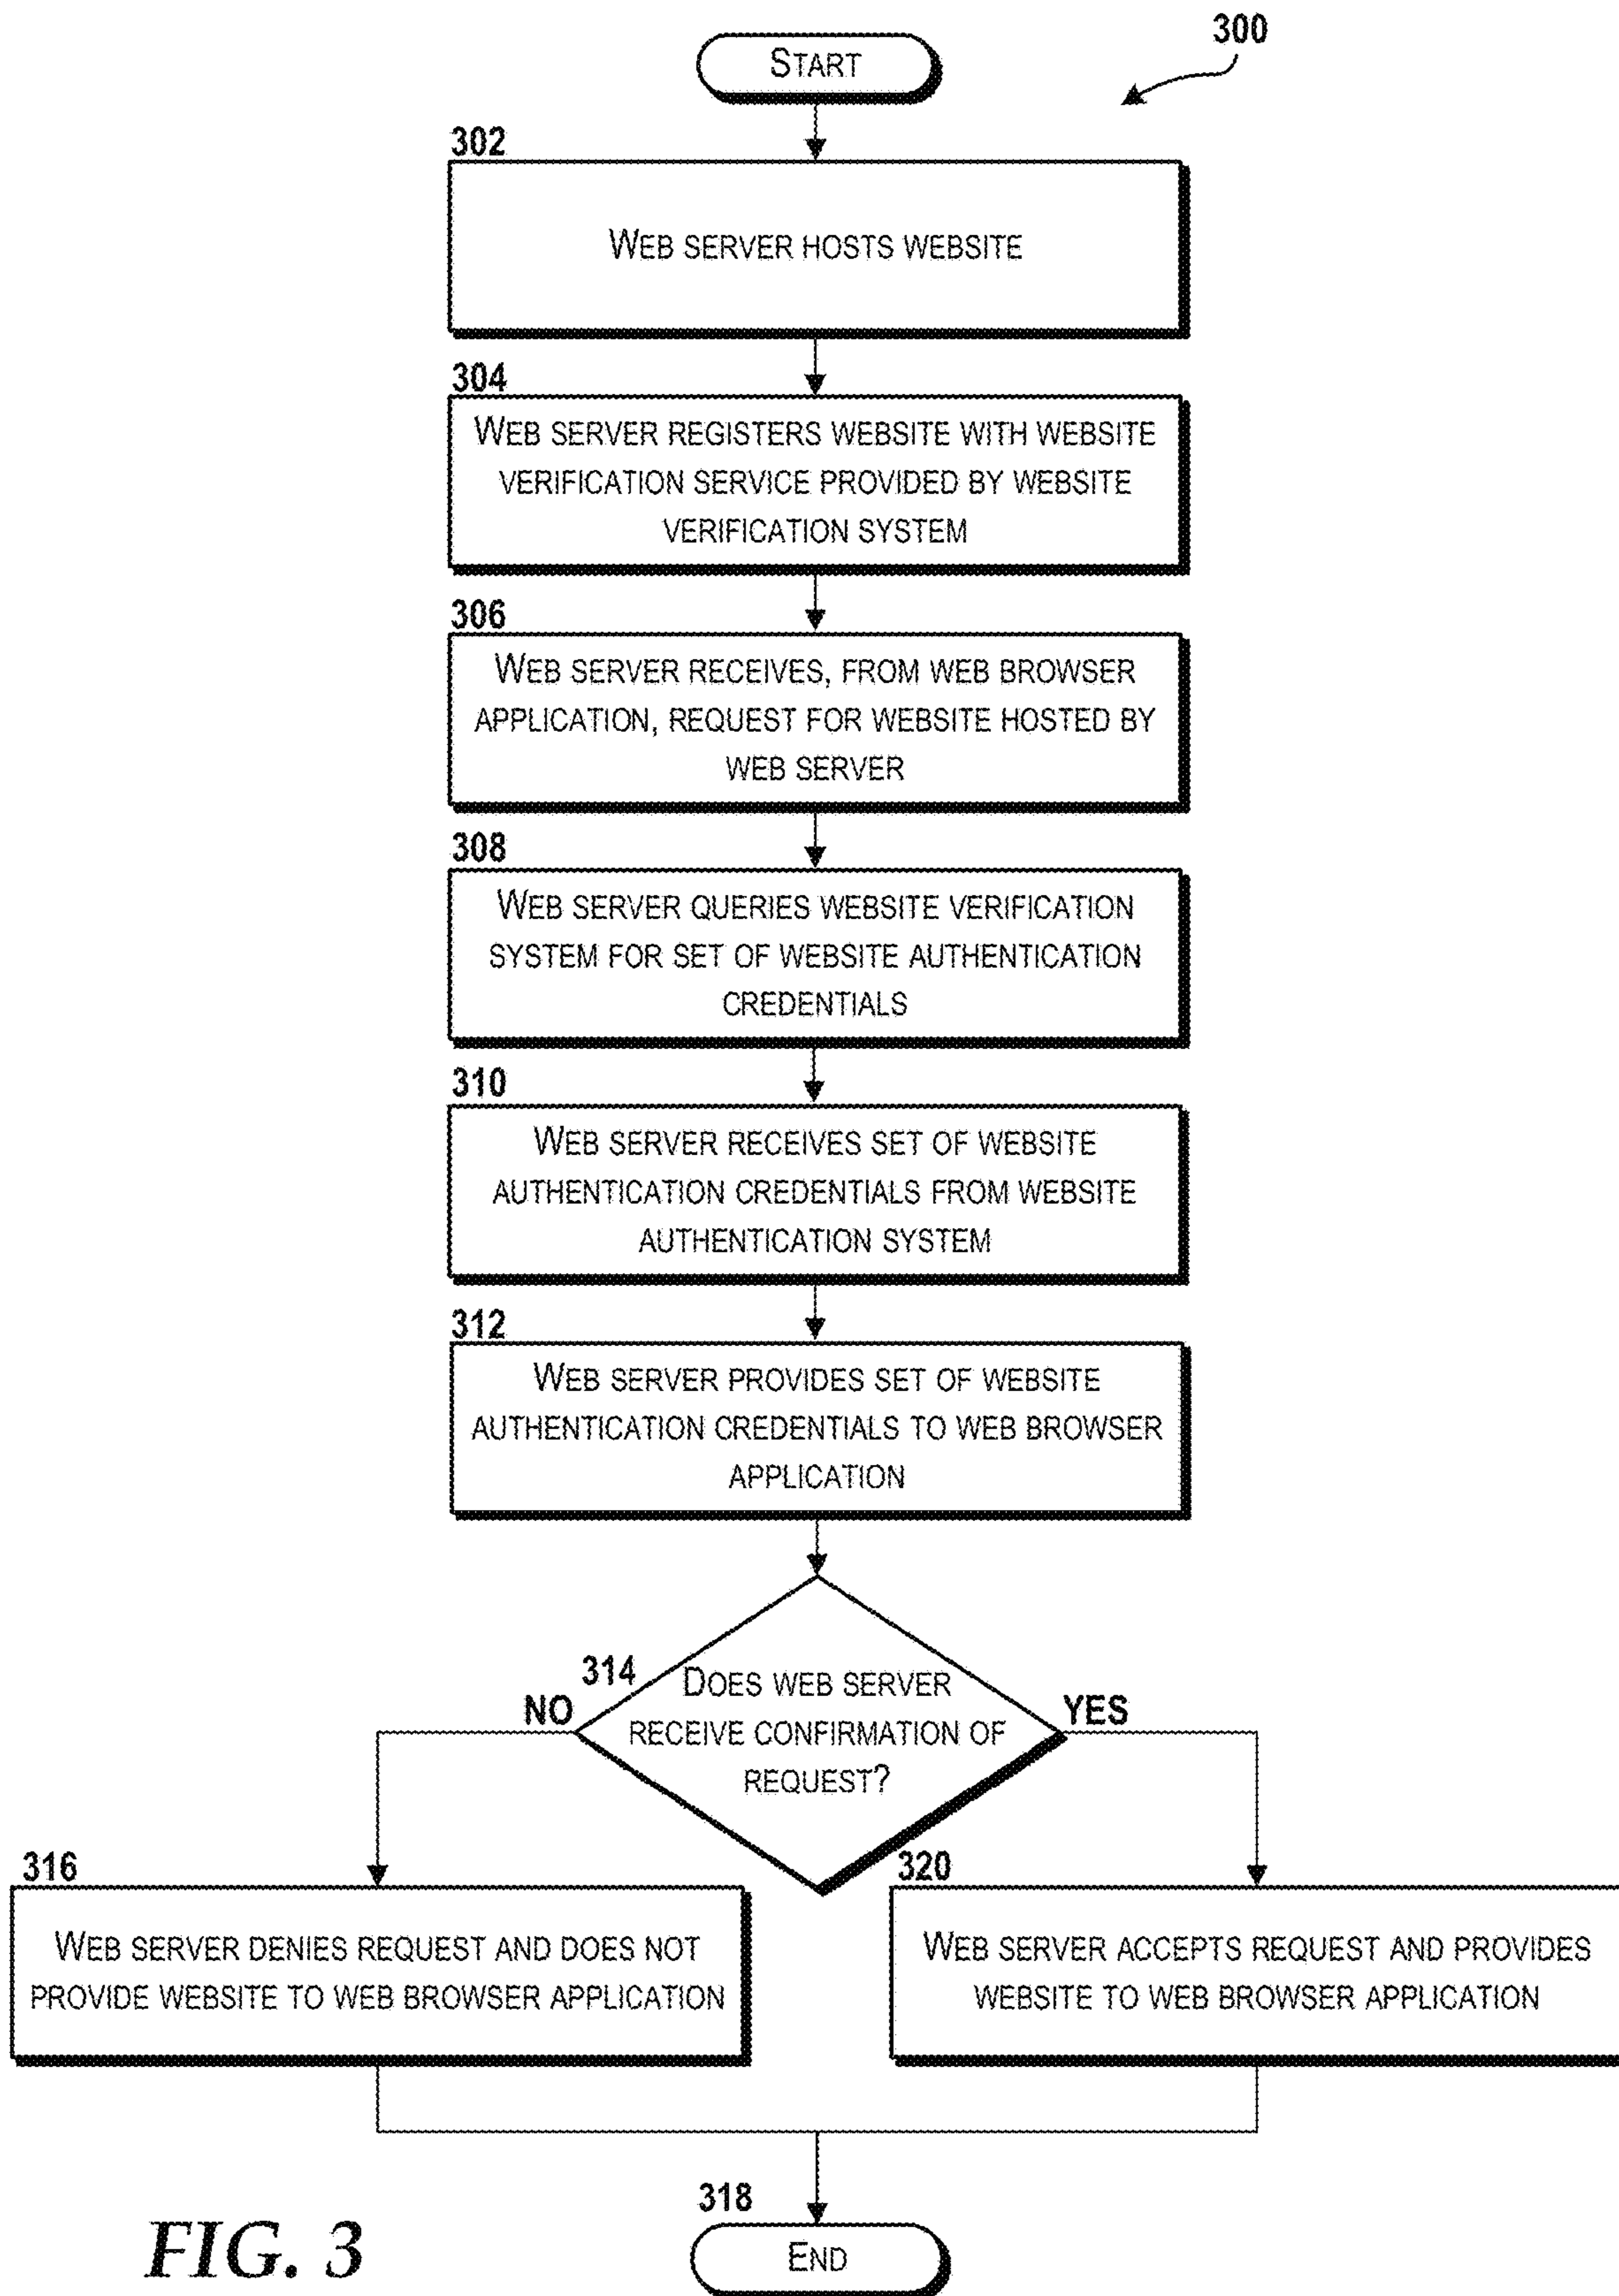 300
START
302
WEB SERVER HOSTS WEBSITE
304
WEB SERVER REGISTERS WEBSITE WITH WEBSITE
VERIFICATION SERVICE PROVIDED BY WEBSITE
VERIFICATION SYSTEM
306
WEB SERVER RECEIVES, FROM WEB BROWSER
APPLICATION, REQUEST FOR WEBSITE HOSTED BY
WEB SERVER
308
WEB SERVER QUERIES WEBSITE VERIFICATION
SYSTEM FOR SET OF WEBSITE AUTHENTICATION
CREDENTIALS
310
WEB SERVER RECEIVES SET OF WEBSITE
AUTHENTICATION CREDENTIALS FROM WEBSITE
AUTHENTICATION SYSTEM
312
WEB SERVER PROVIDES SET OF WEBSITE
AUTHENTICATION CREDENTIALS TO WEB BROWSER
APPLICATION
314
DOES WEB SERVER
RECEIVE CONFIRMATION OF
REQUEST?
NO
YES
316
WEB SERVER DENIES REQUEST AND DOES NOT
PROVIDE WEBSITE TO WEB BROWSER APPLICATION
320
WEB SERVER ACCEPTS REQUEST AND PROVIDES
WEBSITE TO WEB BROWSER APPLICATION
318
END
FIG. 3